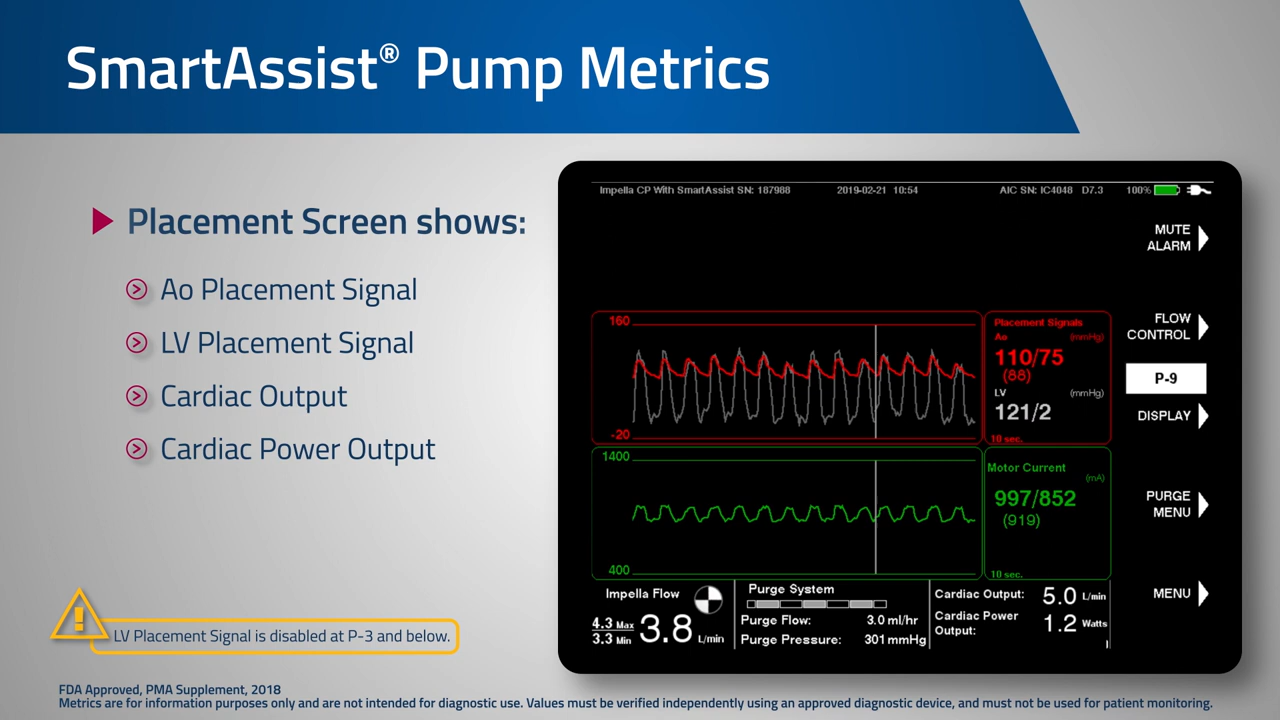 SmartAssist® Pump Metrics
Placement Screen shows:
Ao Placement Signal
LV Placement Signal
Cardiac Output
Cardiac Power Output
LV Placement Signal is disabled at P-3 and below.
Impella CP With SmartAssist SN: 187988 2019-02-21 10:54 AIC SN: IC4048 D7.3 100%
MUTE
ALARM
FLOW
CONTROL
P-9
DISPLAY
PURGE
MENU
MENU
160
-20
Placement Signals
Ao (mmHg)
110/75
(88)
LV (mmHg)
121/2
10 sec.
1400
400
Motor Current
(mA)
997/852
(919)
10 sec.
Impella Flow
4.3 Max
3.3 Min
3.8 L/min
Purge System
Purge Flow: 3.0 ml/hr
Purge Pressure: 301 mmHg
Cardiac Output: 5.0 L/min
Cardiac Power
Output: 1.2 Watts
FDA Approved, PMA Supplement, 2018
Metrics are for information purposes only and are not intended for diagnostic use. Values must be verified independently using an approved diagnostic device, and must not be used for patient monitoring.